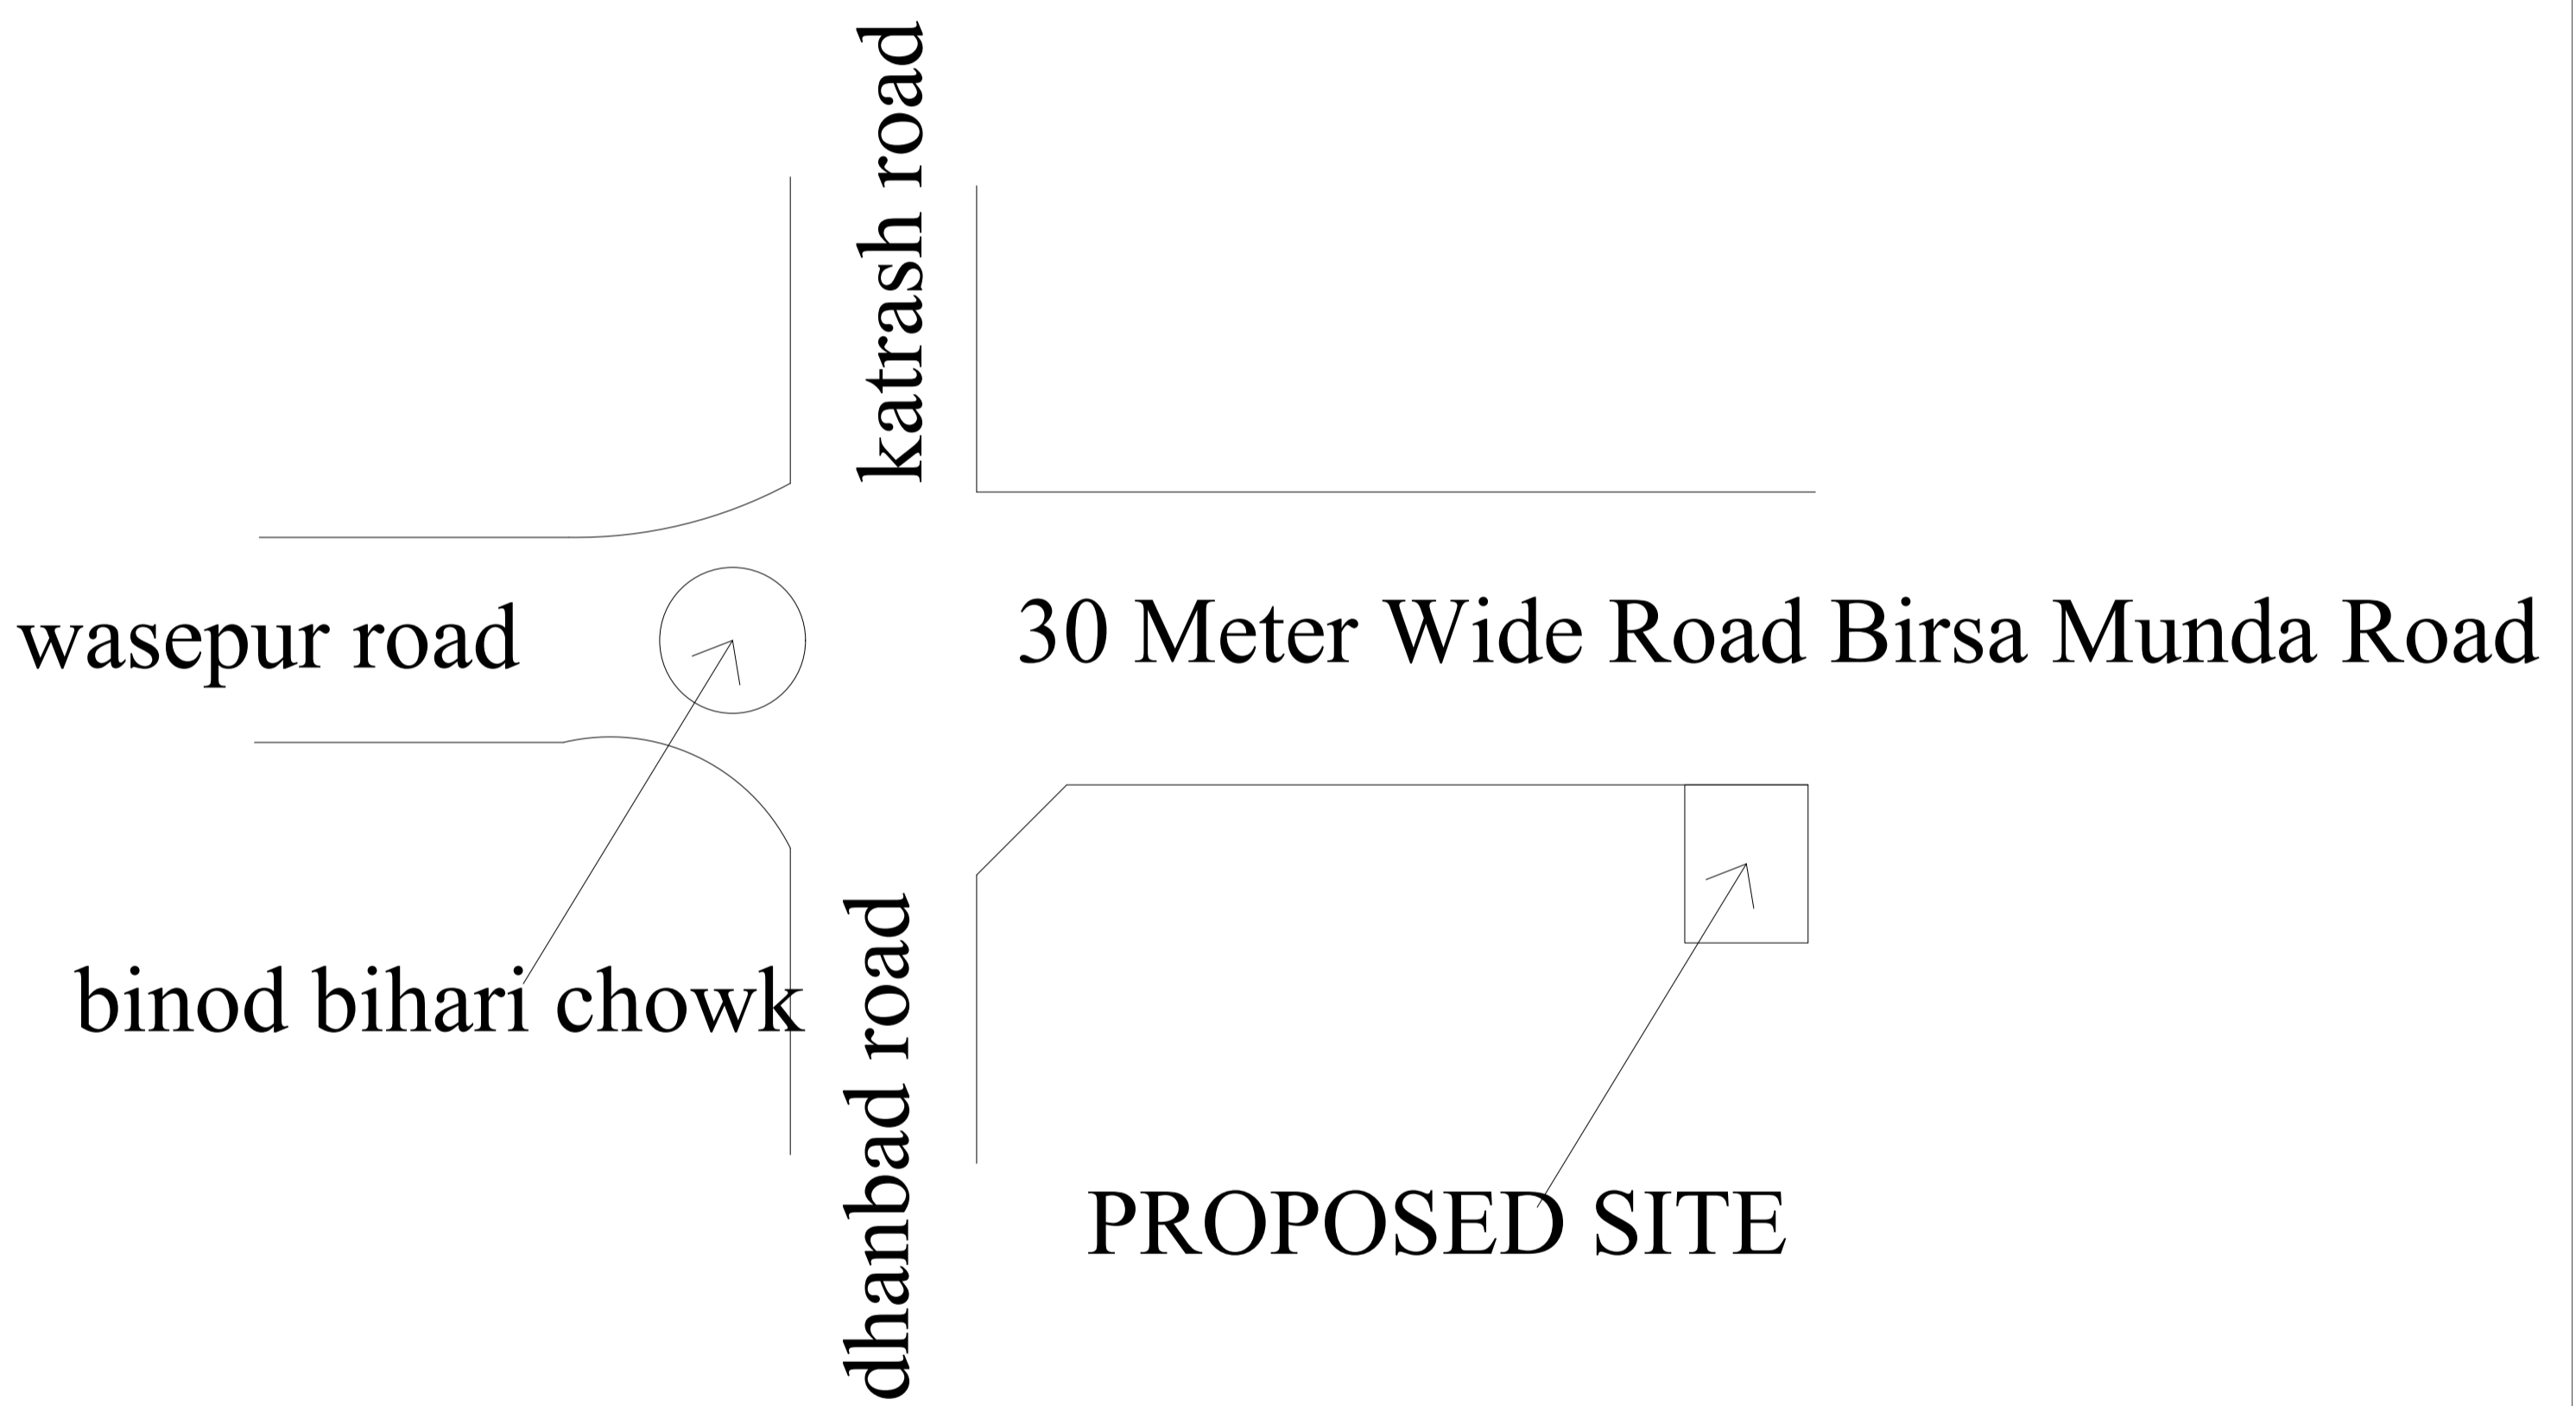 katrash road
wasepur road
30 Meter Wide Road Birsa Munda Road
binod bihari chowk
dhanbad road
PROPOSED SITE